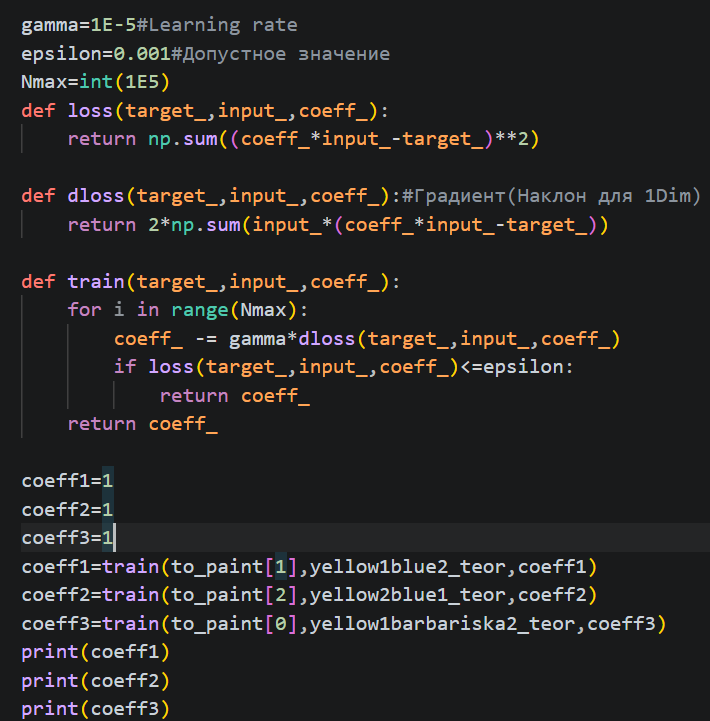 gamma=1E-5#Learning rate
epsilon=0.001#Допустное значение
Nmax=int(1E5)
def loss(target_,input_,coeff_):
    return np.sum((coeff_*input_-target_)**2)

def dloss(target_,input_,coeff_):#Градиент(Наклон для 1Dim)
    return 2*np.sum(input_*(coeff_*input_-target_))

def train(target_,input_,coeff_):
    for i in range(Nmax):
        coeff_ -= gamma*dloss(target_,input_,coeff_)
        if loss(target_,input_,coeff_)<=epsilon:
            return coeff_
    return coeff_

coeff1=1
coeff2=1
coeff3=1
coeff1=train(to_paint[1],yellow1blue2_teor,coeff1)
coeff2=train(to_paint[2],yellow2blue1_teor,coeff2)
coeff3=train(to_paint[0],yellow1barbariska2_teor,coeff3)
print(coeff1)
print(coeff2)
print(coeff3)